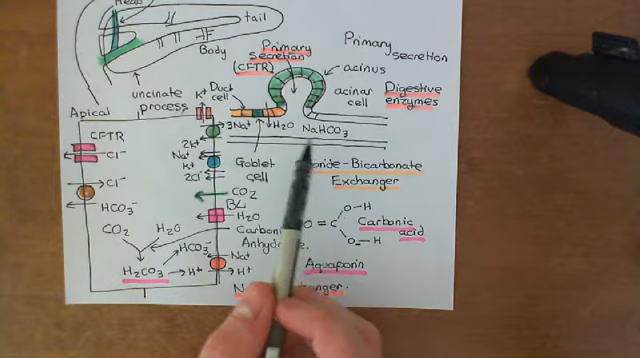 Head
tail
Body
uncinate
process
Primary
secretion
(CFTR)
Primary
secretion
acinus
acinar
cell
Digestive
enzymes
Duct
cell
Goblet
cell
H2O
NaHCO3
Apical
CFTR
Cl⁻
Cl⁻
HCO3⁻
CO2
H2O
H2CO3
HCO3⁻
H⁺
K⁺
3Na⁺
2K⁺
Na⁺
K⁺
2Cl⁻
CO2
BL
H2O
Carbonic
Anhydrase.
Na⁺
H⁺
-Bicarbonate
Exchanger
O = C
O-H
O-H
Carbonic
acid
Aquaporin